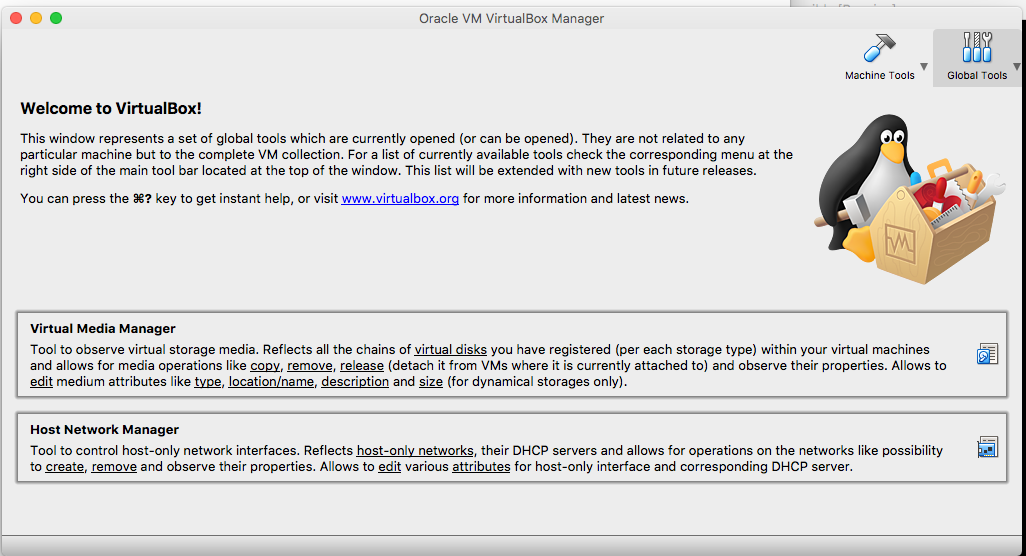 Oracle VM VirtualBox Manager
Machine Tools
Global Tools
Welcome to VirtualBox!
This window represents a set of global tools which are currently opened (or can be opened). They are not related to any
particular machine but to the complete VM collection. For a list of currently available tools check the corresponding menu at the
right side of the main tool bar located at the top of the window. This list will be extended with new tools in future releases.
You can press the ⌘? key to get instant help, or visit www.virtualbox.org for more information and latest news.
Virtual Media Manager
Tool to observe virtual storage media. Reflects all the chains of virtual disks you have registered (per each storage type) within your virtual machines
and allows for media operations like copy, remove, release (detach it from VMs where it is currently attached to) and observe their properties. Allows to
edit medium attributes like type, location/name, description and size (for dynamical storages only).
Host Network Manager
Tool to control host-only network interfaces. Reflects host-only networks, their DHCP servers and allows for operations on the networks like possibility
to create, remove and observe their properties. Allows to edit various attributes for host-only interface and corresponding DHCP server.